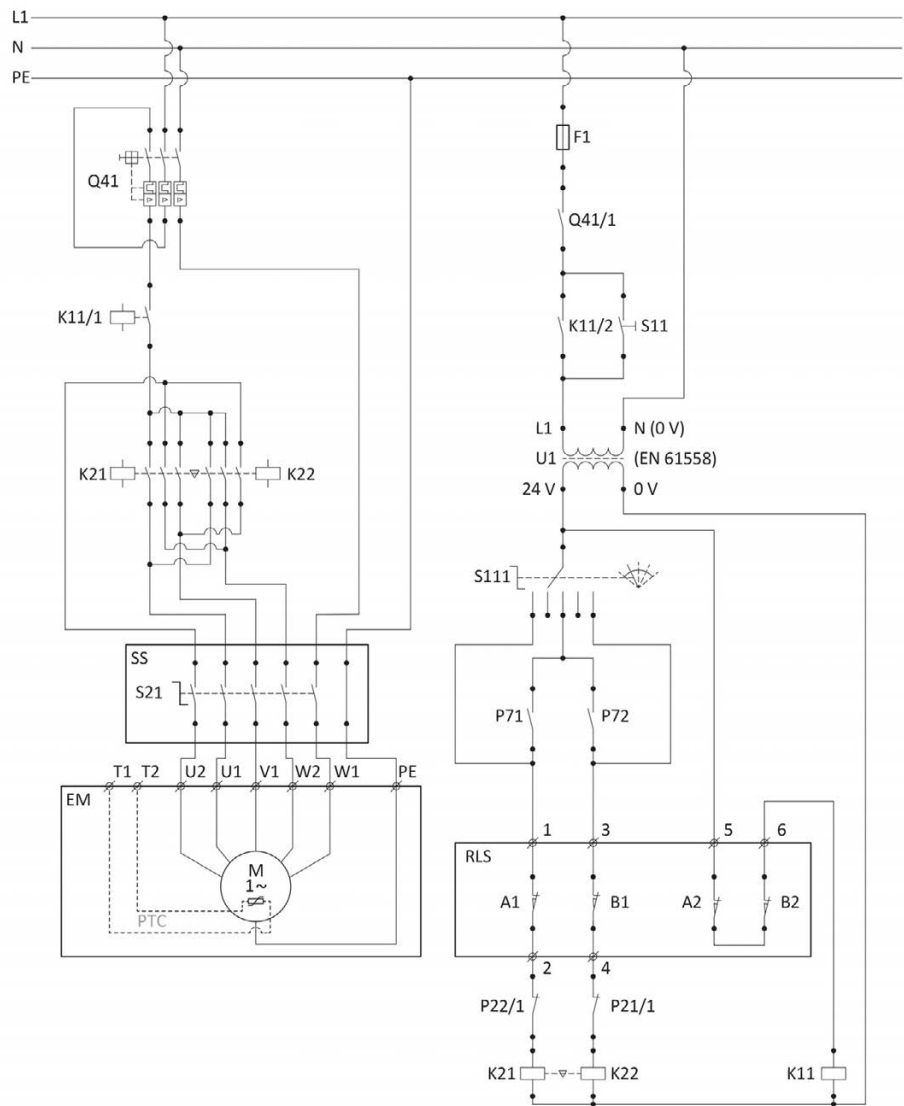 L1
N
PE
Q41
F1
Q41/1
K11/1
K11/2 S11
L1 N (0 V)
U1 (EN 61558)
24 V 0 V
K21 K22
S111
SS
S21
P71 P72
T1 T2 U2 U1 V1 W2 W1 PE
EM
M
1~
PTC
1 3 5 6
RLS
A1 B1 A2 B2
2 4
P22/1 P21/1
K21 K22 K11